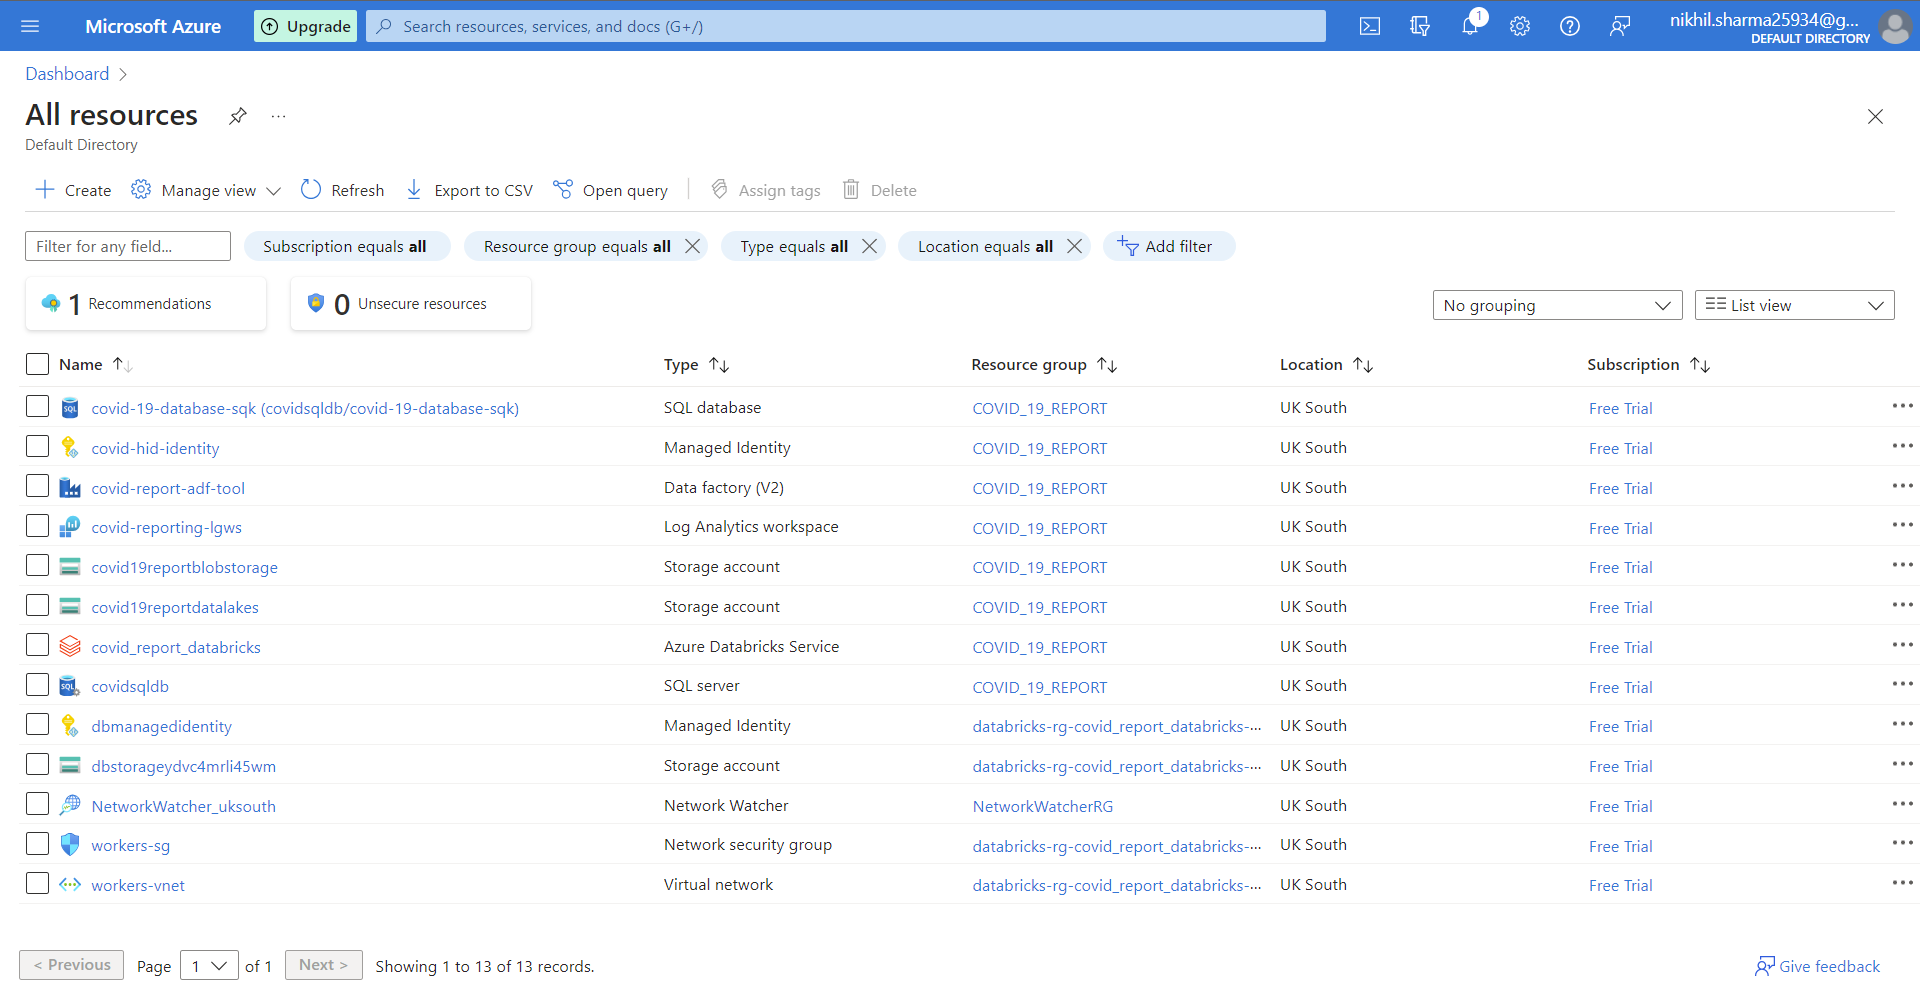 Microsoft Azure Upgrade Search resources, services, and docs (G+/) 1 nikhil.sharma25934@g...
DEFAULT DIRECTORY
Dashboard >
All resources ...
Default Directory
Create Manage view Refresh Export to CSV Open query Assign tags Delete
Filter for any field... Subscription equals all Resource group equals all Type equals all Location equals all Add filter
1 Recommendations 0 Unsecure resources No grouping List view
Name Type Resource group Location Subscription
covid-19-database-sqk (covidsqldb/covid-19-database-sqk) SQL database COVID_19_REPORT UK South Free Trial ...
covid-hid-identity Managed Identity COVID_19_REPORT UK South Free Trial ...
covid-report-adf-tool Data factory (V2) COVID_19_REPORT UK South Free Trial ...
covid-reporting-lgws Log Analytics workspace COVID_19_REPORT UK South Free Trial ...
covid19reportblobstorage Storage account COVID_19_REPORT UK South Free Trial ...
covid19reportdatalakes Storage account COVID_19_REPORT UK South Free Trial ...
covid_report_databricks Azure Databricks Service COVID_19_REPORT UK South Free Trial ...
SQL covidsqldb SQL server COVID_19_REPORT UK South Free Trial ...
dbmanagedidentity Managed Identity databricks-rg-covid_report_databricks-... UK South Free Trial ...
dbstorageydvc4mrli45wm Storage account databricks-rg-covid_report_databricks-... UK South Free Trial ...
NetworkWatcher_uksouth Network Watcher NetworkWatcherRG UK South Free Trial ...
workers-sg Network security group databricks-rg-covid_report_databricks-... UK South Free Trial ...
workers-vnet Virtual network databricks-rg-covid_report_databricks-... UK South Free Trial ...
< Previous Page 1 of 1 Next > Showing 1 to 13 of 13 records. Give feedback